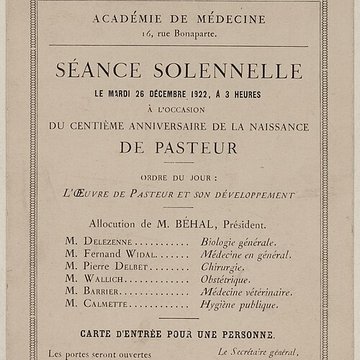 ACADÉMIE DE MÉDECINE
16, rue Bonaparte.
SÉANCE SOLENNELLE
LE MARDI 26 DÉCEMBRE 1922, A 3 HEURES
A L'OCCASION
DU CENTIÈME ANNIVERSAIRE DE LA NAISSANCE
DE PASTEUR
ORDRE DU JOUR :
L'ŒUVRE DE PASTEUR ET SON DÉVELOPPEMENT
Allocution de M. BÉHAL, Président.
M. DELEZENNE . . . . . . . . . . . Biologie générale.
M. Fernand WIDAL . . . . . . . Médecine en général.
M. Pierre DELBET . . . . . . . . . Chirurgie.
M. WALLICH . . . . . . . . . . . . . Obstétrique.
M. BARRIER . . . . . . . . . . . . . Médecine vétérinaire.
M. CALMETTE . . . . . . . . . . . . Hygiène publique.
CARTE D'ENTRÉE POUR UNE PERSONNE.
Les portes seront ouvertes
Le Secrétaire général,